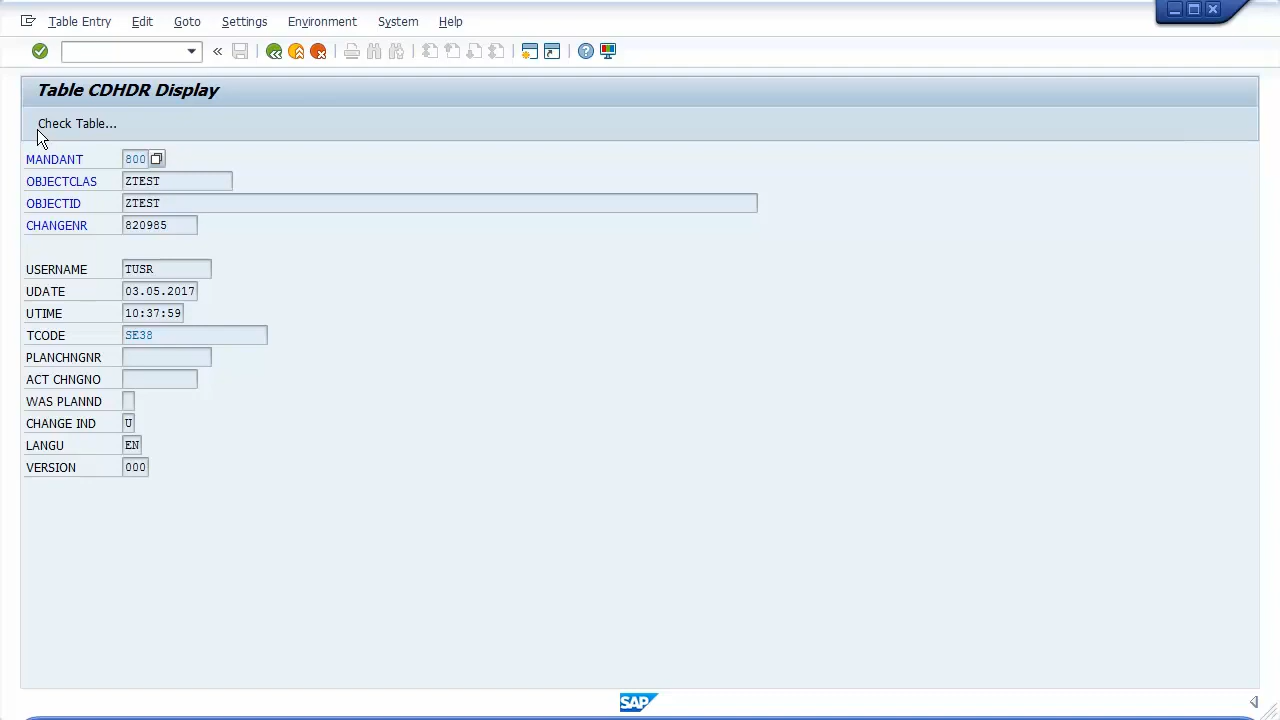 Table Entry Edit Goto Settings Environment System Help
«
Table CDHDR Display
Check Table...
MANDANT 800
OBJECTCLAS ZTEST
OBJECTID ZTEST
CHANGENR 820985
USERNAME TUSR
UDATE 03.05.2017
UTIME 10:37:59
TCODE SE38
PLANCHNGNR
ACT CHNGNO
WAS PLANND
CHANGE IND U
LANGU EN
VERSION 000
SAP